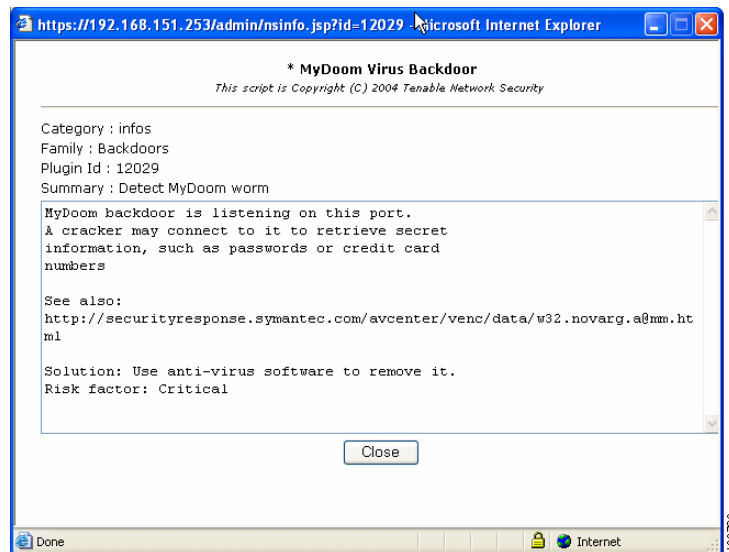 https://192.168.151.253/admin/nsinfo.jsp?id=12029 - Microsoft Internet Explorer
* MyDoom Virus Backdoor
This script is Copyright (C) 2004 Tenable Network Security
Category : infos
Family : Backdoors
Plugin Id : 12029
Summary : Detect MyDoom worm
MyDoom backdoor is listening on this port.
A cracker may connect to it to retrieve secret
information, such as passwords or credit card
numbers
See also:
http://securityresponse.symantec.com/avcenter/venc/data/w32.novarg.a@mm.ht
ml
Solution: Use anti-virus software to remove it.
Risk factor: Critical
Close
Done
Internet